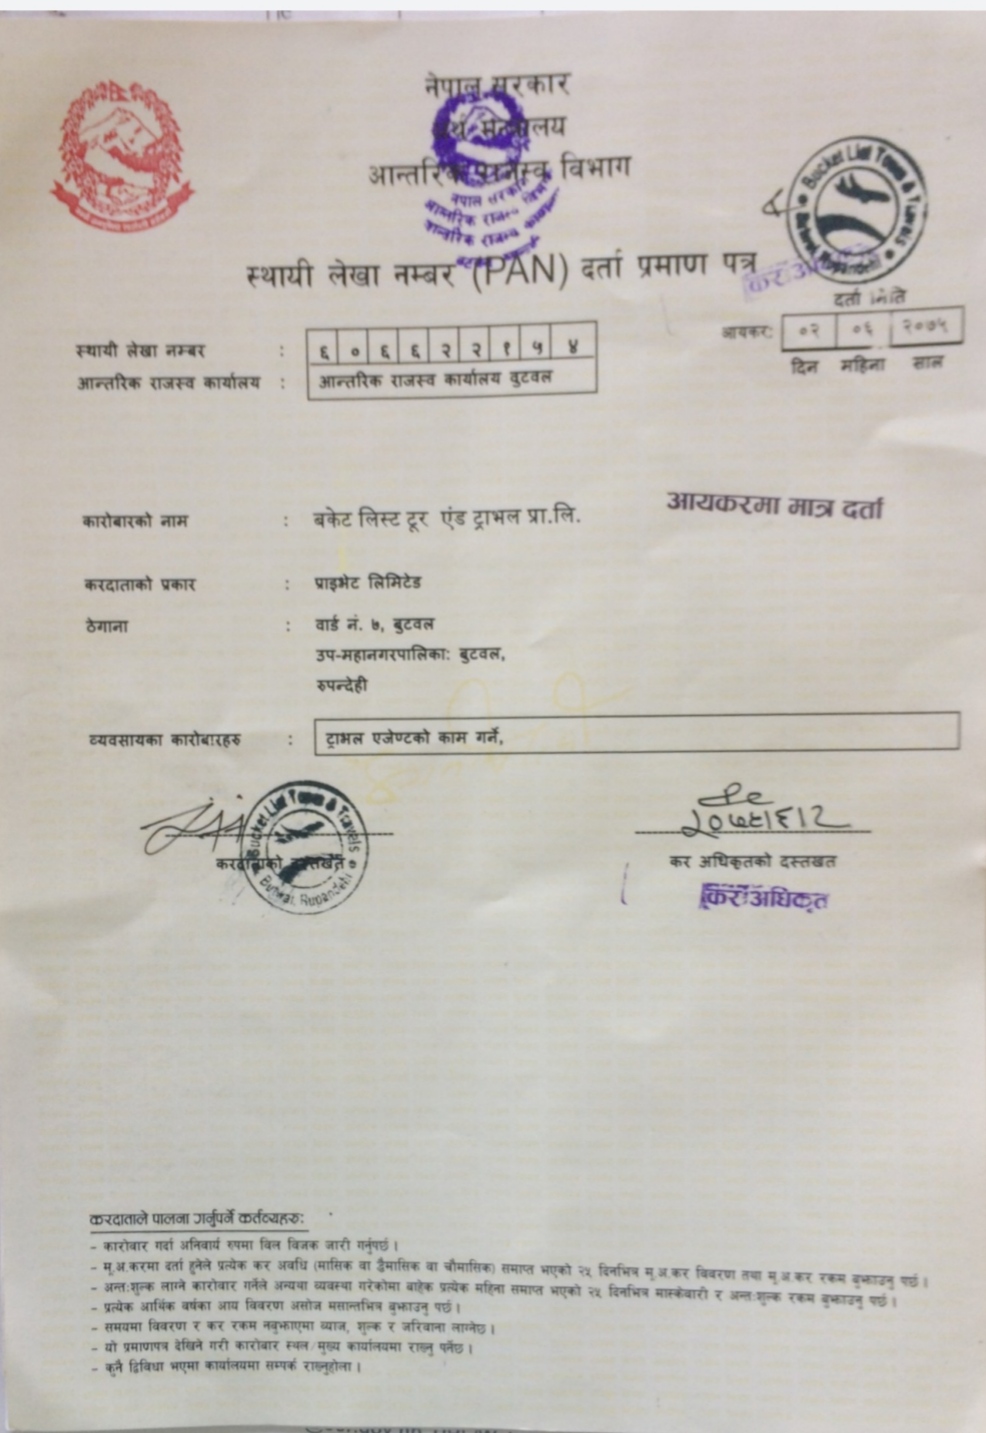 नेपाल सरकार
अर्थ मन्त्रालय
आन्तरिक राजस्व विभाग
नेपाल सरकार
आन्तरिक राजस्व विभाग
आन्तरिक राजस्व कार्यालय
Bucket List Tours & Travels
Butwal, Rupandehi
स्थायी लेखा नम्बर (PAN) दर्ता प्रमाण पत्र
कर अधिकृत
दर्ता मिति
आयकर: ०२ ०६ २०७५
दिन महिना साल
स्थायी लेखा नम्बर : ६ ० ६ ६ २ २ १ ५ ४
आन्तरिक राजस्व कार्यालय : आन्तरिक राजस्व कार्यालय बुटवल
आयकरमा मात्र दर्ता
कारोबारको नाम : बकेट लिस्ट टूर एंड ट्राभल प्रा.लि.
करदाताको प्रकार : प्राइभेट लिमिटेड
ठेगाना : वार्ड नं. ७, बुटवल
उप-महानगरपालिका: बुटवल,
रुपन्देही
व्यवसायका कारोबारहरु : ट्राभल एजेण्टको काम गर्ने,
Bucket List Tours & Travels
Butwal, Rupandehi
करदाताको दस्तखत
२०७५।६।२
कर अधिकृतको दस्तखत
कर अधिकृत
करदाताले पालना गर्नुपर्ने कर्तव्यहरु:
- कारोवार गर्दा अनिवार्य रुपमा विल विजक जारी गर्नुपर्छ ।
- मू.अ.करमा दर्ता हुनेले प्रत्येक कर अवधि (मासिक वा द्वैमासिक वा चौमासिक) समाप्त भएको २५ दिनभित्र मू.अ.कर विवरण तथा मू.अ.कर रकम बुझाउनु पर्छ ।
- अन्त:शुल्क लाग्ने कारोवार गर्नेले अन्यथा व्यवस्था गरेकोमा बाहेक प्रत्येक महिना समाप्त भएको २५ दिनभित्र मास्केवारी र अन्त:शुल्क रकम बुझाउनु पर्छ ।
- प्रत्येक आर्थिक वर्षका आय विवरण असोज मसान्तभित्र बुझाउनु पर्छ ।
- समयमा विवरण र कर रकम नबुझाएमा व्याज, शुल्क र जरिवाना लाग्नेछ ।
- यो प्रमाणपत्र देखिने गरी कारोबार स्थल/मुख्य कार्यालयमा राख्नु पर्नेछ ।
- कुनै द्विविधा भएमा कार्यालयमा सम्पर्क राख्नुहोला ।